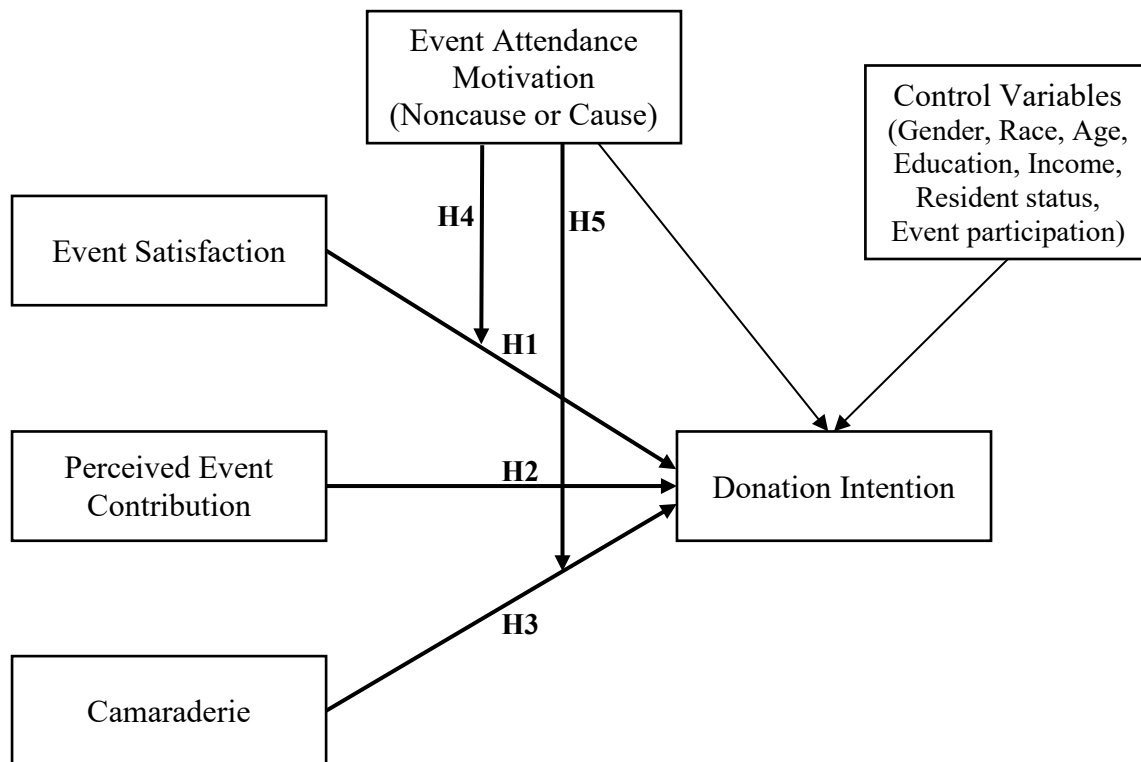 Event Attendance
Motivation
(Noncause or Cause)
Control Variables
(Gender, Race, Age,
Education, Income,
Resident status,
Event participation)
H4
H5
Event Satisfaction
H1
Perceived Event
Contribution
H2
Donation Intention
H3
Camaraderie